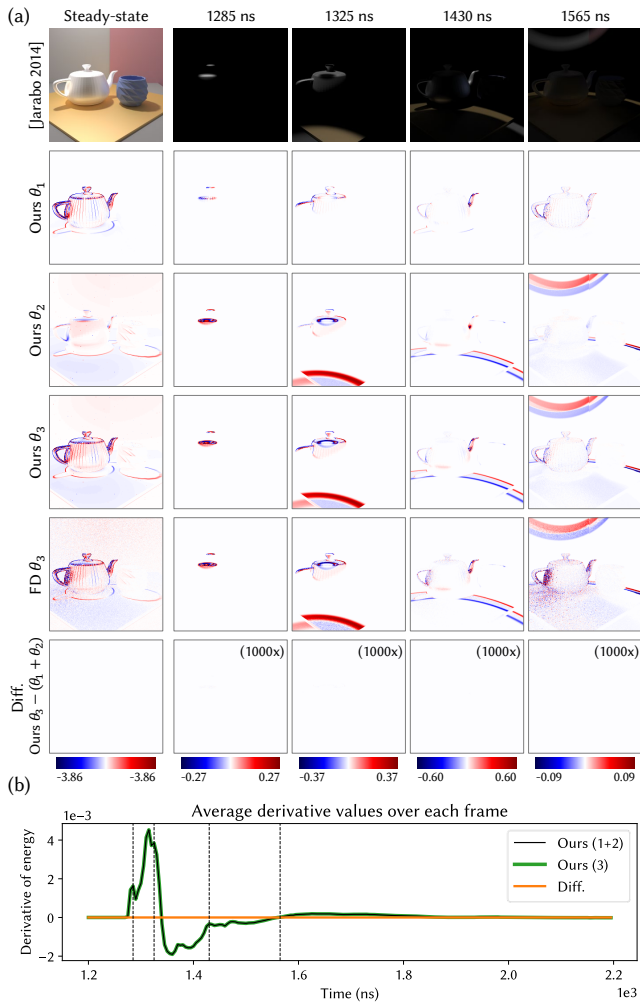 (a)
Steady-state 1285 ns 1325 ns 1430 ns 1565 ns
[Jarabo 2014]
Ours θ1
Ours θ2
Ours θ3
FD θ3
Diff.
Ours θ3 − (θ1 + θ2)
(1000x) (1000x) (1000x) (1000x)
-3.86 -3.86 -0.27 0.27 -0.37 0.37 -0.60 0.60 -0.09 0.09
(b)
Average derivative values over each frame
1e−3
Derivative of energy
4
2
0
−2
Ours (1+2)
Ours (3)
Diff.
1.2 1.4 1.6 1.8 2.0 2.2
1e3
Time (ns)